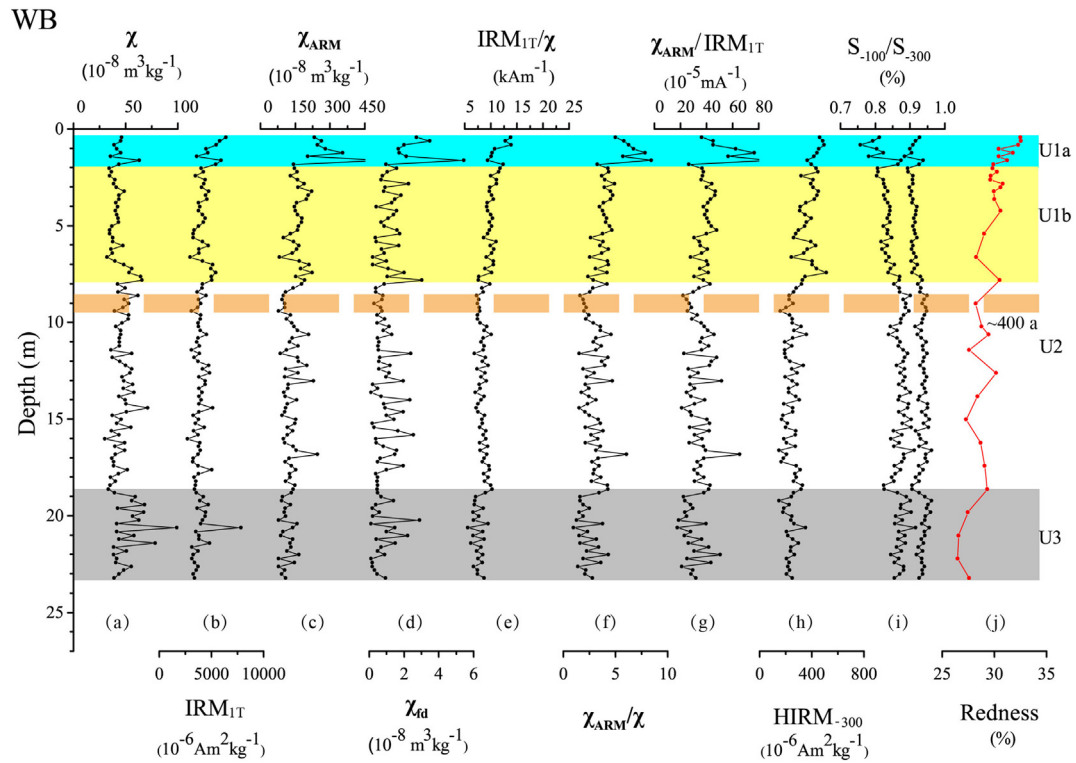 WB
χ
(10⁻⁸ m³kg⁻¹)
0 50 100
χARM
(10⁻⁸ m³kg⁻¹)
0 150 300 450
IRM₁T/χ
(kAm⁻¹)
5 10 15 20 25
χARM/IRM₁T
(10⁻⁵mA⁻¹)
0 20 40 60 80
S₋₁₀₀/S₋₃₀₀
(%)
0.7 0.8 0.9 1.0
Depth (m)
0
5
10
15
20
25
U1a
U1b
~400 a
U2
U3
(a) (b) (c) (d) (e) (f) (g) (h) (i) (j)
0 5000 10000
IRM₁T
(10⁻⁶Am²kg⁻¹)
0 2 4 6
χfd
(10⁻⁸ m³kg⁻¹)
0 5 10
χARM/χ
0 400 800
HIRM₋₃₀₀
(10⁻⁶Am²kg⁻¹)
25 30 35
Redness
(%)